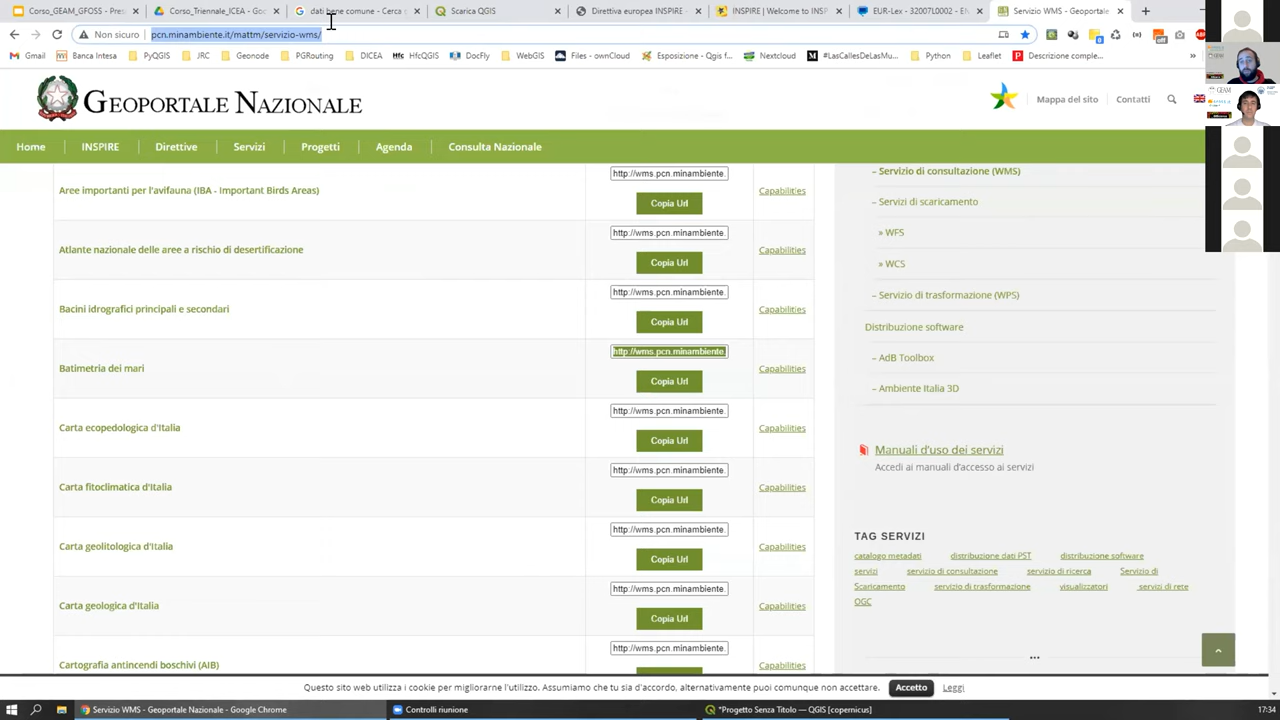 Corso_GEAM_GFOSS - Pres
Corso_Triennale_ICEA - Go
dati bene comune - Cerca
Scarica QGIS
Direttiva europea INSPIRE
INSPIRE | Welcome to INSP
EUR-Lex - 32007L0002 - EN
Servizio WMS - Geoportale
Non sicuro
pcn.minambiente.it/mattm/servizio-wms/
Gmail
Banca Intesa
PyQGIS
JRC
Geonode
PGRouting
DICEA
HfcQGIS
DocFly
WebGIS
Files - ownCloud
Esposizione - Qgis f
Nextcloud
#LasCallesDeLasMu...
Python
Leaflet
Descrizione comple...
GEOPORTALE NAZIONALE
Mappa del sito
Contatti
Home
INSPIRE
Direttive
Servizi
Progetti
Agenda
Consulta Nazionale
http://wms.pcn.minambiente.
Aree importanti per l'avifauna (IBA - Important Birds Areas)
Copia Url
Capabilities
http://wms.pcn.minambiente.
Atlante nazionale delle aree a rischio di desertificazione
Copia Url
Capabilities
http://wms.pcn.minambiente.
Bacini idrografici principali e secondari
Copia Url
Capabilities
http://wms.pcn.minambiente.
Batimetria dei mari
Copia Url
Capabilities
http://wms.pcn.minambiente.
Carta ecopedologica d'Italia
Copia Url
Capabilities
http://wms.pcn.minambiente.
Carta fitoclimatica d'Italia
Copia Url
Capabilities
http://wms.pcn.minambiente.
Carta geolitologica d'Italia
Copia Url
Capabilities
http://wms.pcn.minambiente.
Carta geologica d'Italia
Copia Url
Capabilities
http://wms.pcn.minambiente.
Cartografia antincendi boschivi (AIB)
Capabilities
– Servizio di consultazione (WMS)
– Servizi di scaricamento
» WFS
» WCS
– Servizio di trasformazione (WPS)
Distribuzione software
– AdB Toolbox
– Ambiente Italia 3D
Manuali d'uso dei servizi
Accedi ai manuali d'accesso ai servizi
TAG SERVIZI
catalogo metadati
distribuzione dati PST
distribuzione software
servizi
servizio di consultazione
servizio di ricerca
Servizio di
Scaricamento
servizio di trasformazione
visualizzatori
servizi di rete
OGC
Questo sito web utilizza i cookie per migliorarne l'utilizzo. Assumiamo che tu sia d'accordo, alternativamente puoi comunque non accettare.
Accetto
Leggi
Servizio WMS - Geoportale Nazionale - Google Chrome
Controlli riunione
*Progetto Senza Titolo — QGIS [copernicus]
17:34